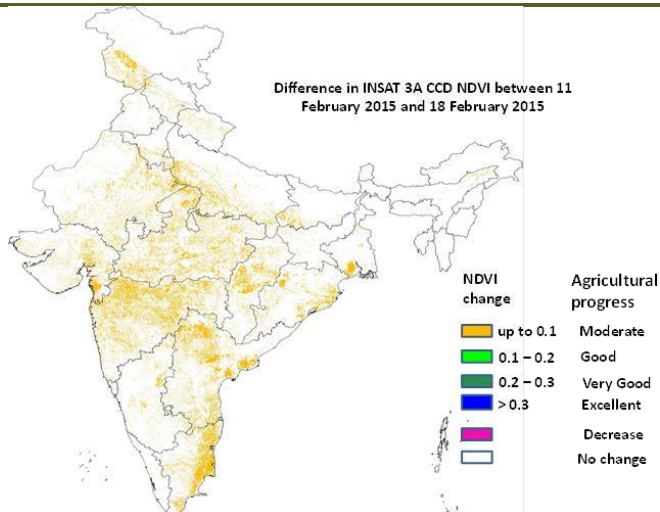 Difference in INSAT 3A CCD NDVI between 11
February 2015 and 18 February 2015
NDVI change
Agricultural progress
up to 0.1 Moderate
0.1 – 0.2 Good
0.2 – 0.3 Very Good
> 0.3 Excellent
Decrease
No change